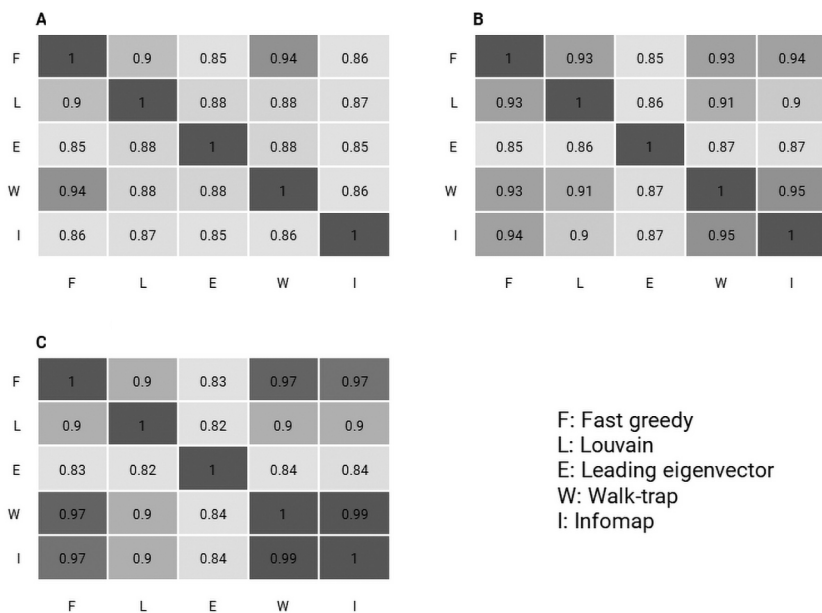 A
F 1 0.9 0.85 0.94 0.86
L 0.9 1 0.88 0.88 0.87
E 0.85 0.88 1 0.88 0.85
W 0.94 0.88 0.88 1 0.86
I 0.86 0.87 0.85 0.86 1
F L E W I
B
F 1 0.93 0.85 0.93 0.94
L 0.93 1 0.86 0.91 0.9
E 0.85 0.86 1 0.87 0.87
W 0.93 0.91 0.87 1 0.95
I 0.94 0.9 0.87 0.95 1
F L E W I
C
F 1 0.9 0.83 0.97 0.97
L 0.9 1 0.82 0.9 0.9
E 0.83 0.82 1 0.84 0.84
W 0.97 0.9 0.84 1 0.99
I 0.97 0.9 0.84 0.99 1
F L E W I
F: Fast greedy
L: Louvain
E: Leading eigenvector
W: Walk-trap
I: Infomap